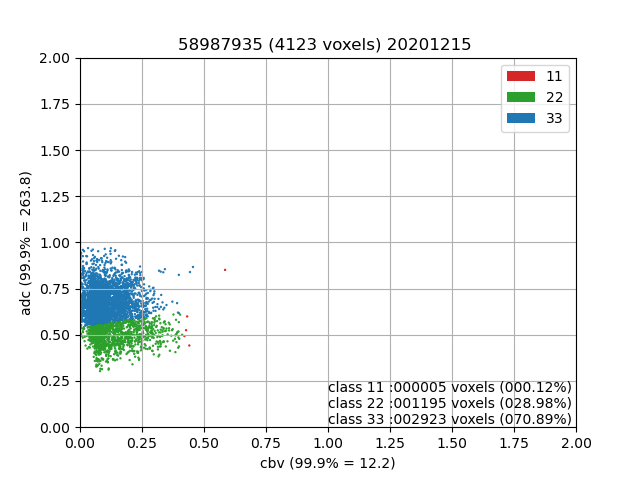 58987935 (4123 voxels) 20201215
2.00
1.75
1.50
1.25
1.00
0.75
0.50
0.25
0.00
adc (99.9% = 263.8)
11
22
33
class 11 :000005 voxels (000.12%)
class 22 :001195 voxels (028.98%)
class 33 :002923 voxels (070.89%)
0.00 0.25 0.50 0.75 1.00 1.25 1.50 1.75 2.00
cbv (99.9% = 12.2)